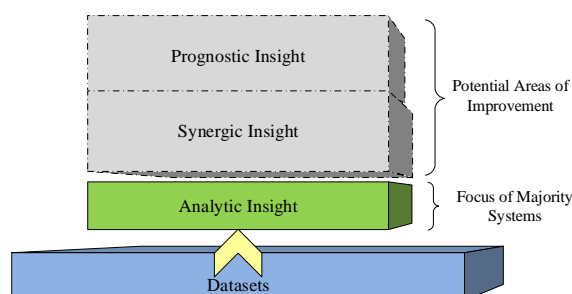 Prognostic Insight
Synergic Insight
Potential Areas of
Improvement
Analytic Insight
Focus of Majority
Systems
Datasets